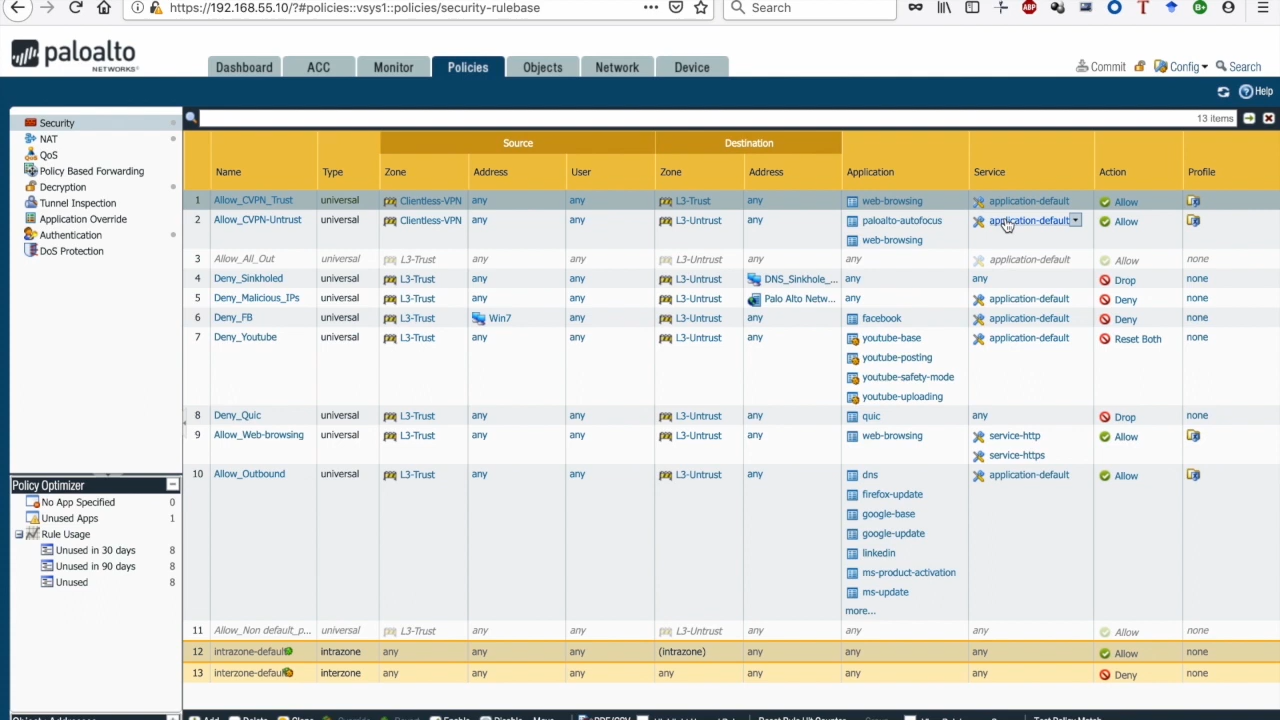 https://192.168.55.10/?#policies::vsys1::policies/security-rulebase
Search
ABP
paloalto
NETWORKS
Dashboard ACC Monitor Policies Objects Network Device
Commit Config Search
Help
Security
NAT
QoS
Policy Based Forwarding
Decryption
Tunnel Inspection
Application Override
Authentication
DoS Protection
13 items
Source Destination
Name Type Zone Address User Zone Address Application Service Action Profile
1 Allow_CVPN_Trust universal Clientless-VPN any any L3-Trust any web-browsing application-default Allow
2 Allow_CVPN-Untrust universal Clientless-VPN any any L3-Untrust any paloalto-autofocus application-default Allow
web-browsing
3 Allow_All_Out universal L3-Trust any any L3-Untrust any any application-default Allow none
4 Deny_Sinkholed universal L3-Trust any any L3-Untrust DNS_Sinkhole_... any any Drop none
5 Deny_Malicious_IPs universal L3-Trust any any L3-Untrust Palo Alto Netw... any application-default Deny none
6 Deny_FB universal L3-Trust Win7 any L3-Untrust any facebook application-default Deny none
7 Deny_Youtube universal L3-Trust any any L3-Untrust any youtube-base application-default Reset Both none
youtube-posting
youtube-safety-mode
youtube-uploading
8 Deny_Quic universal L3-Trust any any L3-Untrust any quic any Drop none
9 Allow_Web-browsing universal L3-Trust any any L3-Untrust any web-browsing service-http Allow
service-https
10 Allow_Outbound universal L3-Trust any any L3-Untrust any dns application-default Allow
firefox-update
google-base
google-update
linkedin
ms-product-activation
ms-update
more...
11 Allow_Non default_p... universal L3-Trust any any L3-Untrust any any any Allow none
12 intrazone-default intrazone any any any (intrazone) any any any Allow none
13 interzone-default interzone any any any any any any any Deny none
Policy Optimizer
No App Specified 0
Unused Apps 1
Rule Usage
Unused in 30 days 8
Unused in 90 days 8
Unused 8